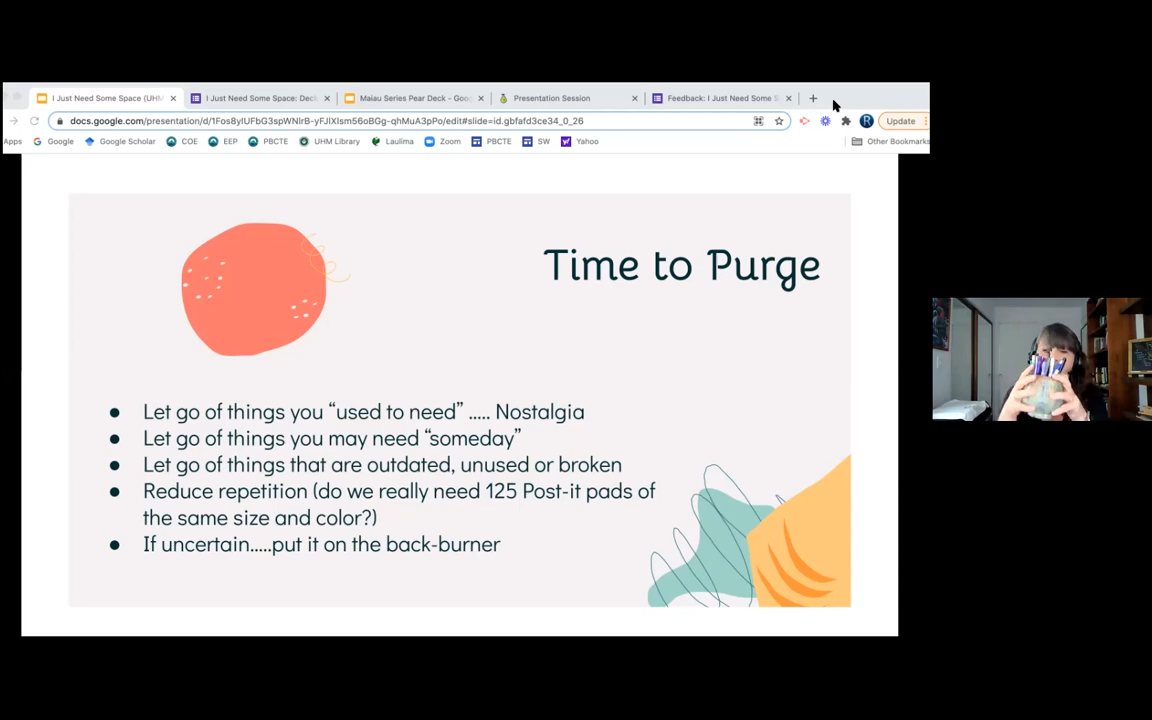 I Just Need Some Space (UHM
I Just Need Some Space: Deck
Maiau Series Pear Deck - Goog
Presentation Session
Feedback: I Just Need Some S
docs.google.com/presentation/d/1Fos8yIUFbG3spWNlrB-yFJlXIsm56oBGg-qhMuA3pPo/edit#slide=id.gbfafd3ce34_0_26
R
Update
Apps
Google
Google Scholar
COE
EEP
PBCTE
UHM Library
Laulima
Zoom
PBCTE
SW
Yahoo
Other Bookmarks
Time to Purge
● Let go of things you “used to need” ..... Nostalgia
● Let go of things you may need “someday”
● Let go of things that are outdated, unused or broken
● Reduce repetition (do we really need 125 Post-it pads of
the same size and color?)
● If uncertain.....put it on the back-burner